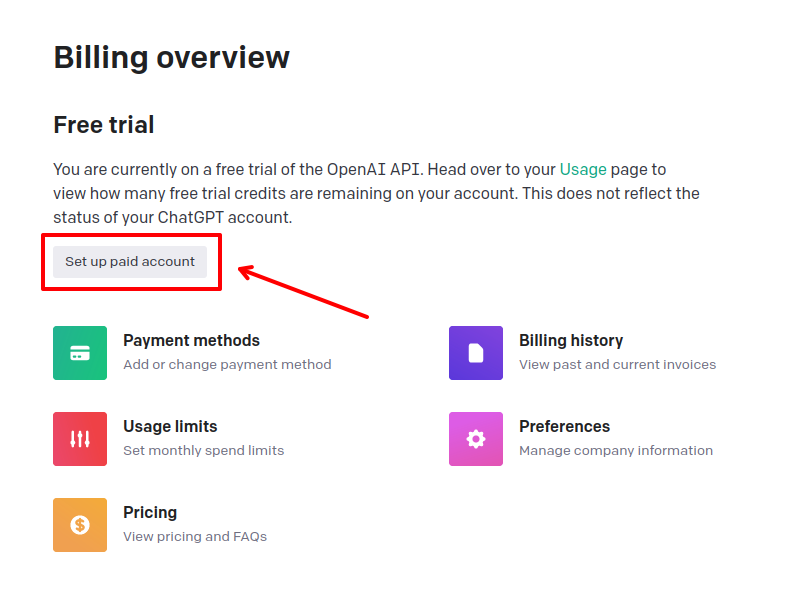 Billing overview
Free trial
You are currently on a free trial of the OpenAI API. Head over to your Usage page to
view how many free trial credits are remaining on your account. This does not reflect the
status of your ChatGPT account.
Set up paid account
Payment methods
Add or change payment method
Billing history
View past and current invoices
Usage limits
Set monthly spend limits
Preferences
Manage company information
Pricing
View pricing and FAQs